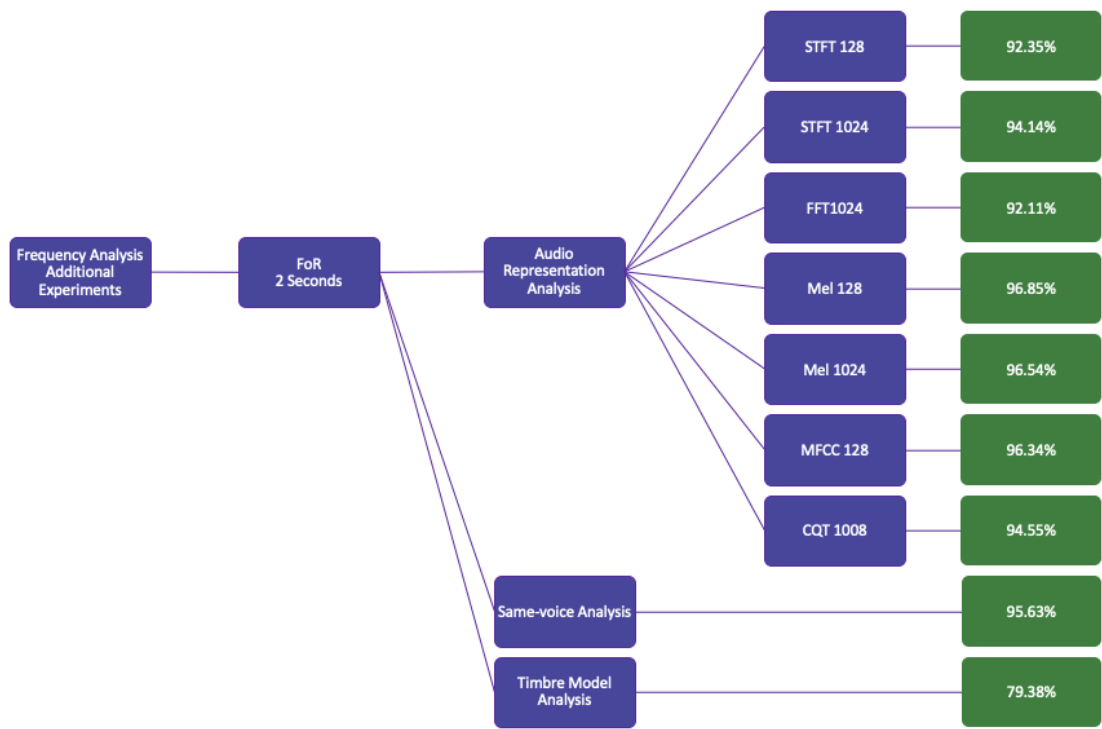 Frequency Analysis
Additional
Experiments
FoR
2 Seconds
Audio
Representation
Analysis
STFT 128
92.35%
STFT 1024
94.14%
FFT1024
92.11%
Mel 128
96.85%
Mel 1024
96.54%
MFCC 128
96.34%
CQT 1008
94.55%
Same-voice Analysis
95.63%
Timbre Model
Analysis
79.38%